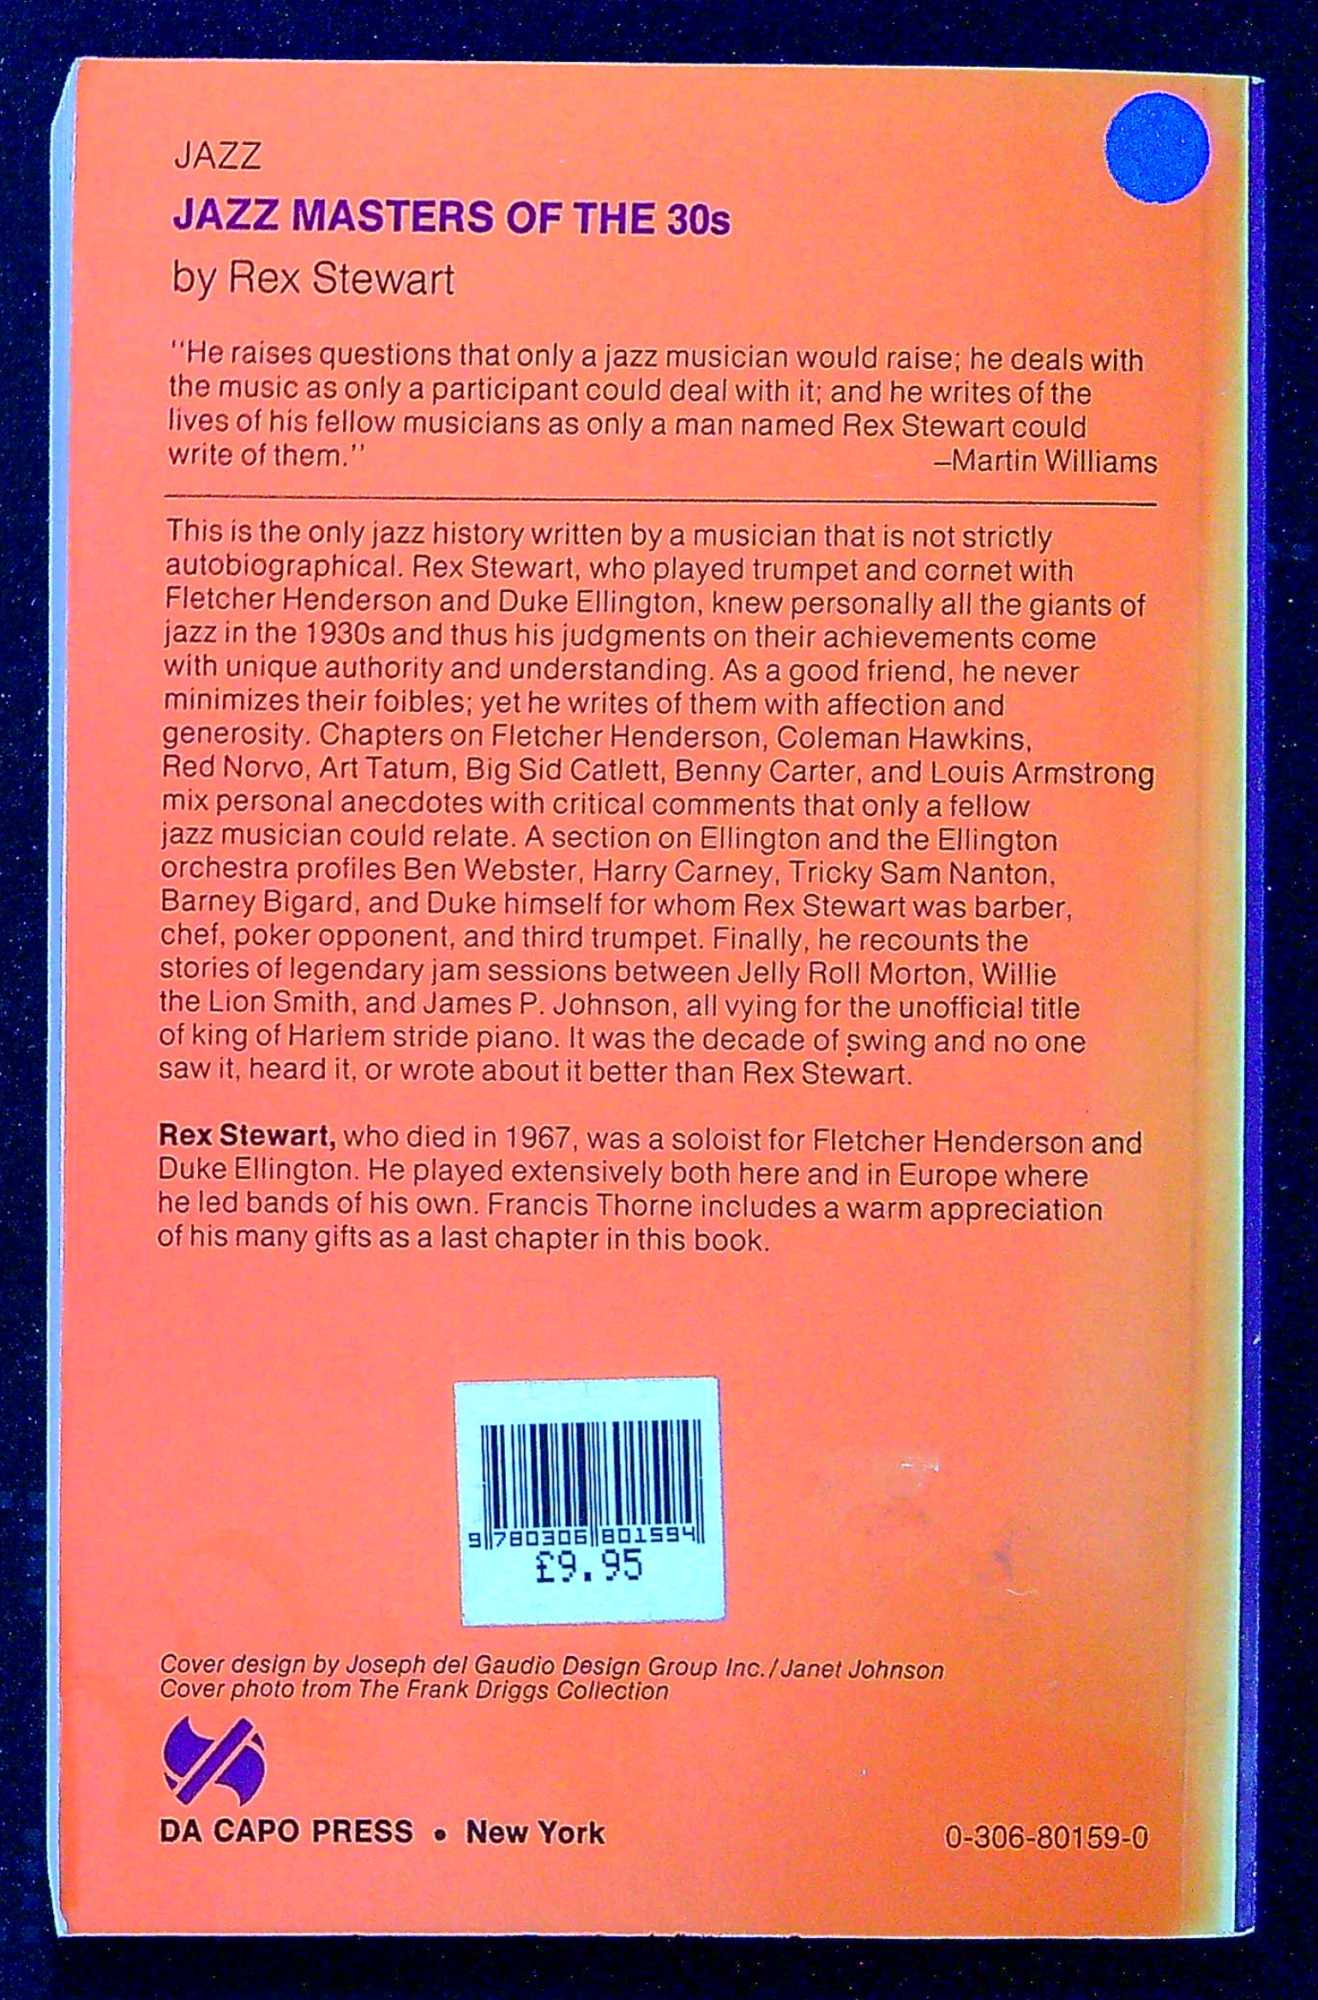 JAZZ
JAZZ MASTERS OF THE 30s
by Rex Stewart
"He raises questions that only a jazz musician would raise; he deals with
the music as only a participant could deal with it; and he writes of the
lives of his fellow musicians as only a man named Rex Stewart could
write of them." –Martin Williams
This is the only jazz history written by a musician that is not strictly
autobiographical. Rex Stewart, who played trumpet and cornet with
Fletcher Henderson and Duke Ellington, knew personally all the giants of
jazz in the 1930s and thus his judgments on their achievements come
with unique authority and understanding. As a good friend, he never
minimizes their foibles; yet he writes of them with affection and
generosity. Chapters on Fletcher Henderson, Coleman Hawkins,
Red Norvo, Art Tatum, Big Sid Catlett, Benny Carter, and Louis Armstrong
mix personal anecdotes with critical comments that only a fellow
jazz musician could relate. A section on Ellington and the Ellington
orchestra profiles Ben Webster, Harry Carney, Tricky Sam Nanton,
Barney Bigard, and Duke himself for whom Rex Stewart was barber,
chef, poker opponent, and third trumpet. Finally, he recounts the
stories of legendary jam sessions between Jelly Roll Morton, Willie
the Lion Smith, and James P. Johnson, all vying for the unofficial title
of king of Harlem stride piano. It was the decade of swing and no one
saw it, heard it, or wrote about it better than Rex Stewart.
Rex Stewart, who died in 1967, was a soloist for Fletcher Henderson and
Duke Ellington. He played extensively both here and in Europe where
he led bands of his own. Francis Thorne includes a warm appreciation
of his many gifts as a last chapter in this book.
9 780306 801594
£9.95
Cover design by Joseph del Gaudio Design Group Inc./Janet Johnson
Cover photo from The Frank Driggs Collection
DA CAPO PRESS • New York
0-306-80159-0